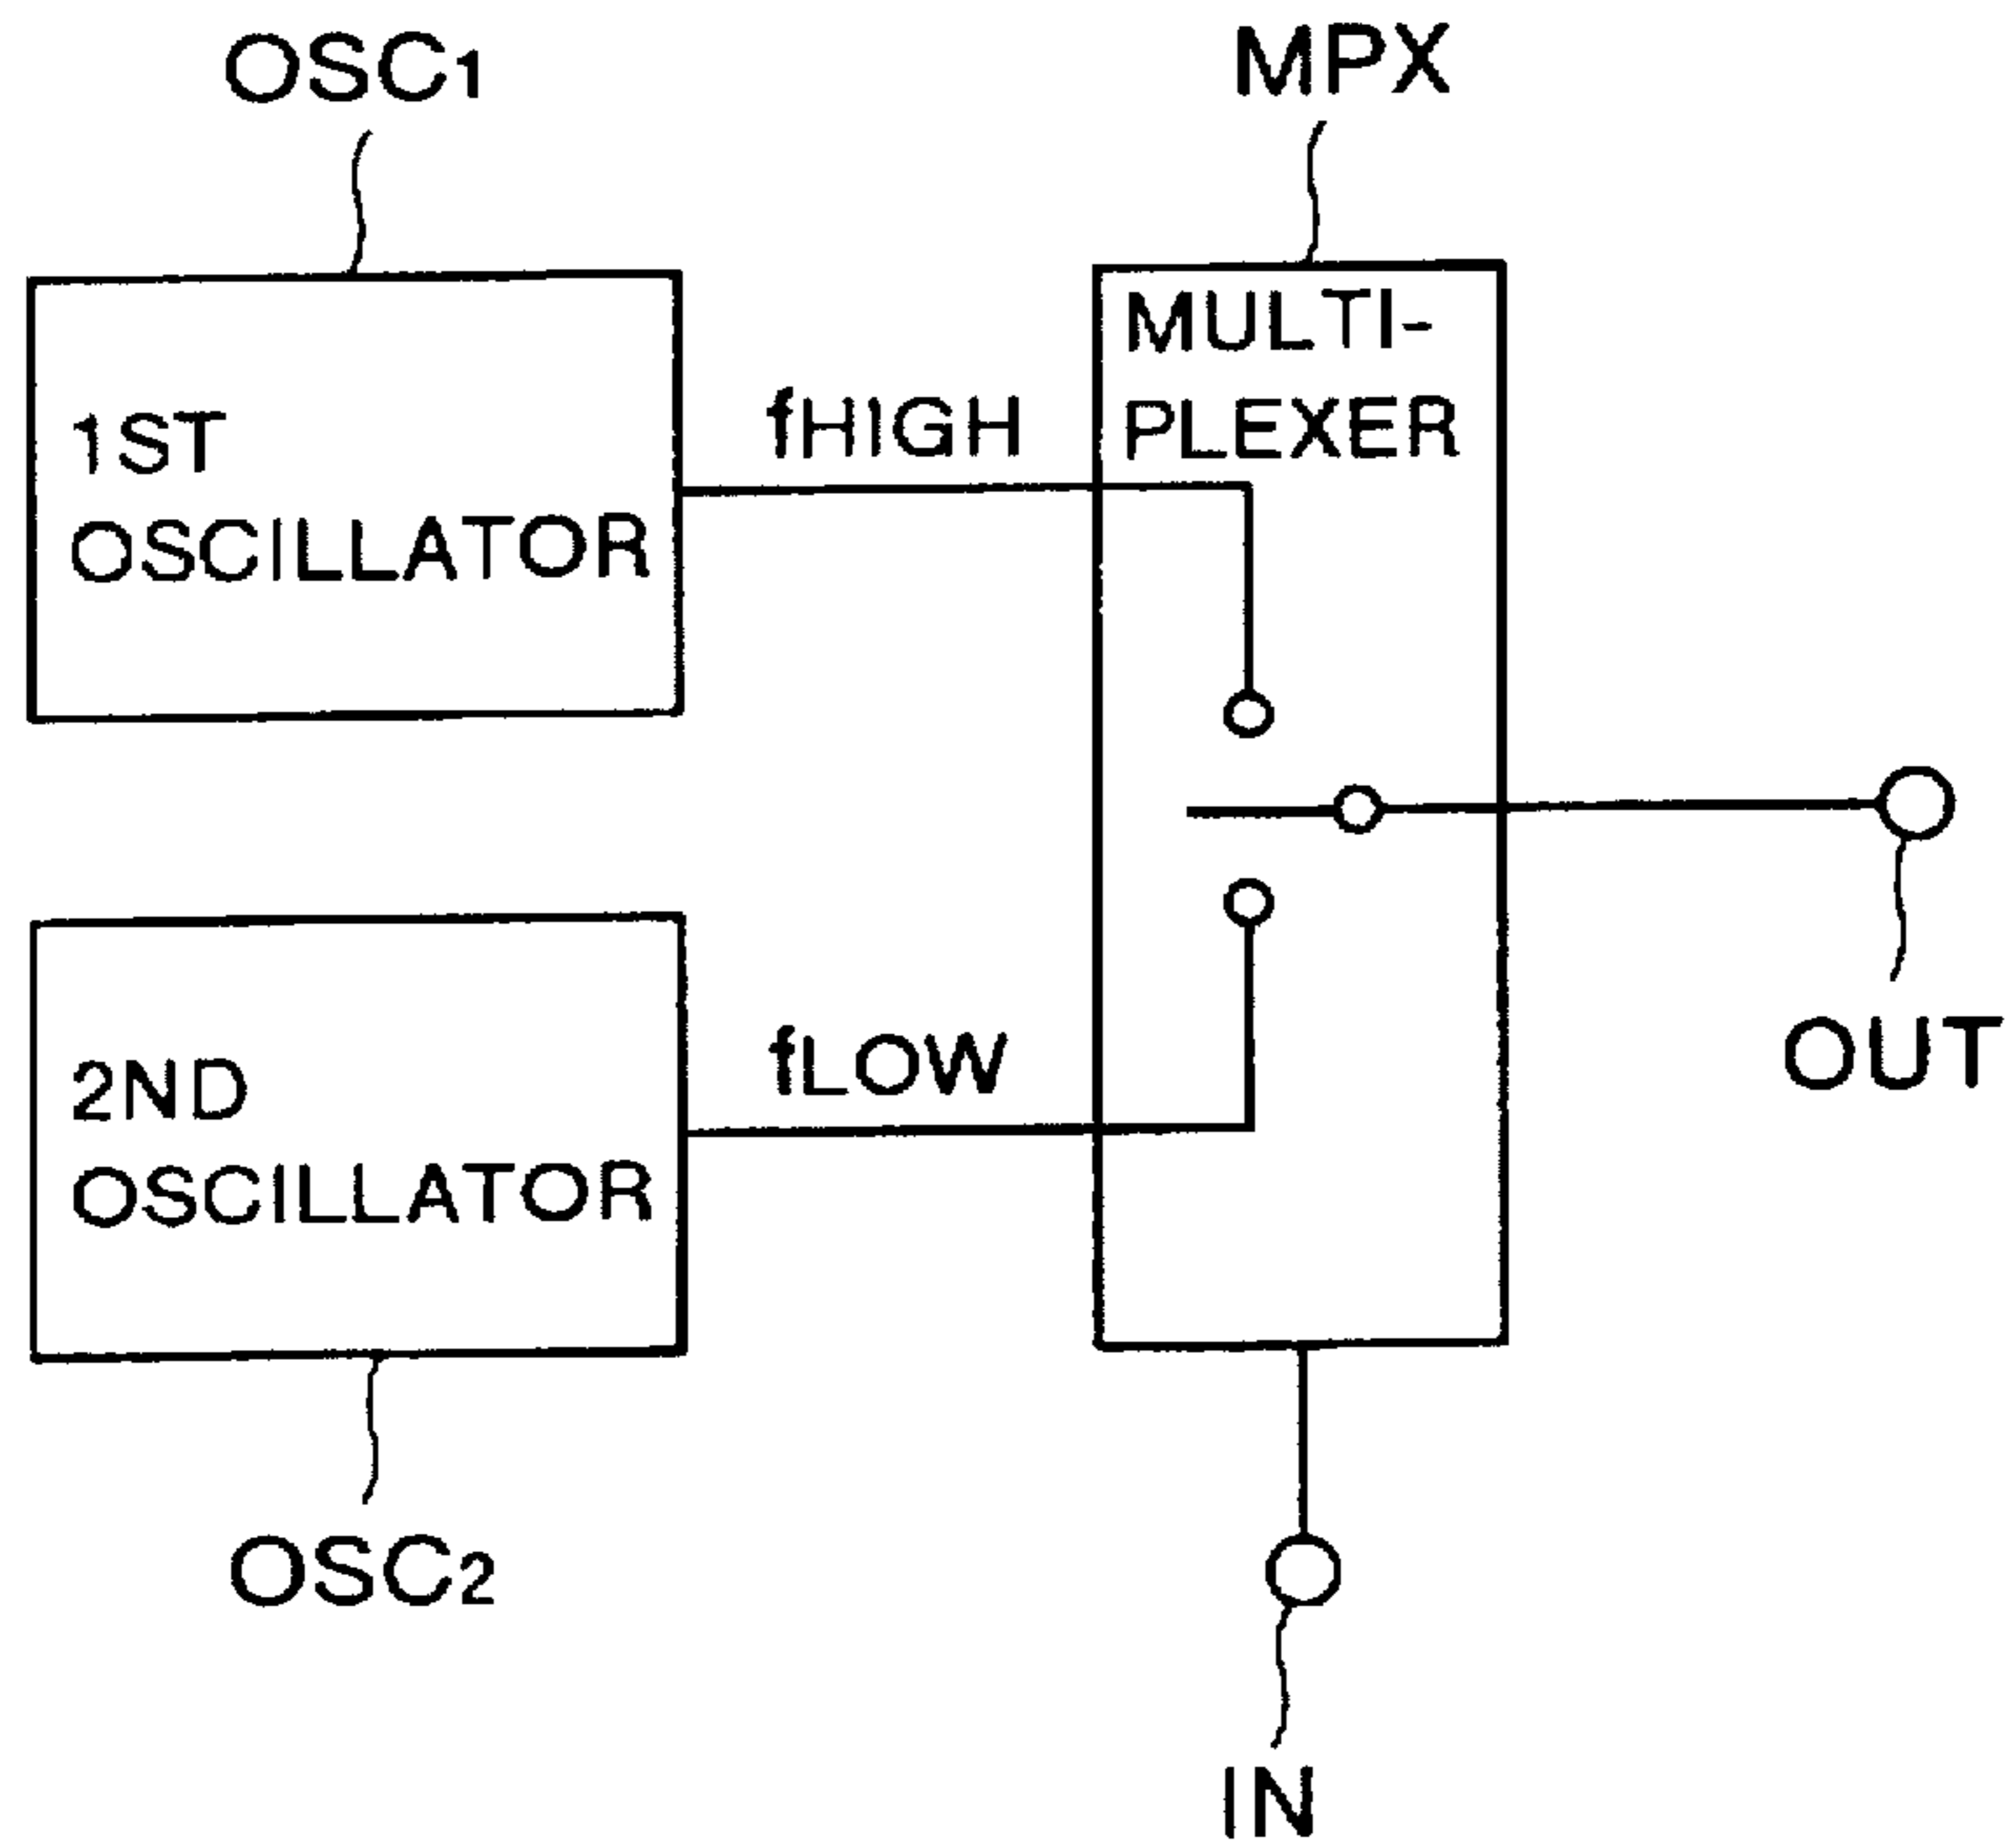 OSC1
MPX
1ST
OSCILLATOR
fHIGH
MULTI-
PLEXER
2ND
OSCILLATOR
fLOW
OUT
OSC2
IN